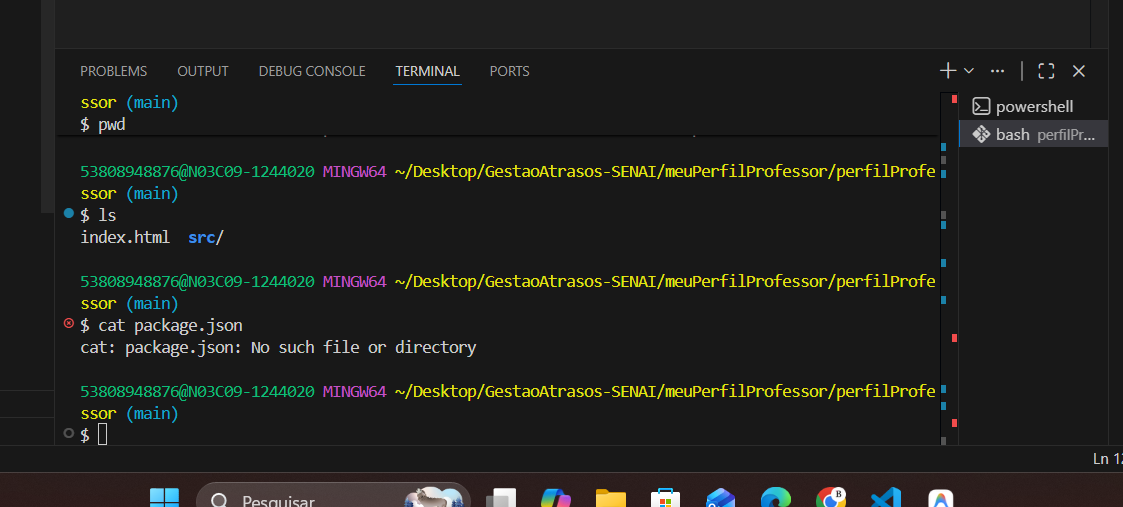 PROBLEMS OUTPUT DEBUG CONSOLE TERMINAL PORTS
ssor (main)
$ pwd
53808948876@N03C09-1244020 MINGW64 ~/Desktop/GestaoAtrasos-SENAI/meuPerfilProfessor/perfilProfe
ssor (main)
$ ls
index.html src/
53808948876@N03C09-1244020 MINGW64 ~/Desktop/GestaoAtrasos-SENAI/meuPerfilProfessor/perfilProfe
ssor (main)
$ cat package.json
cat: package.json: No such file or directory
53808948876@N03C09-1244020 MINGW64 ~/Desktop/GestaoAtrasos-SENAI/meuPerfilProfessor/perfilProfe
ssor (main)
$
powershell
bash perfilPr...
Ln 12
Pesquisar
B